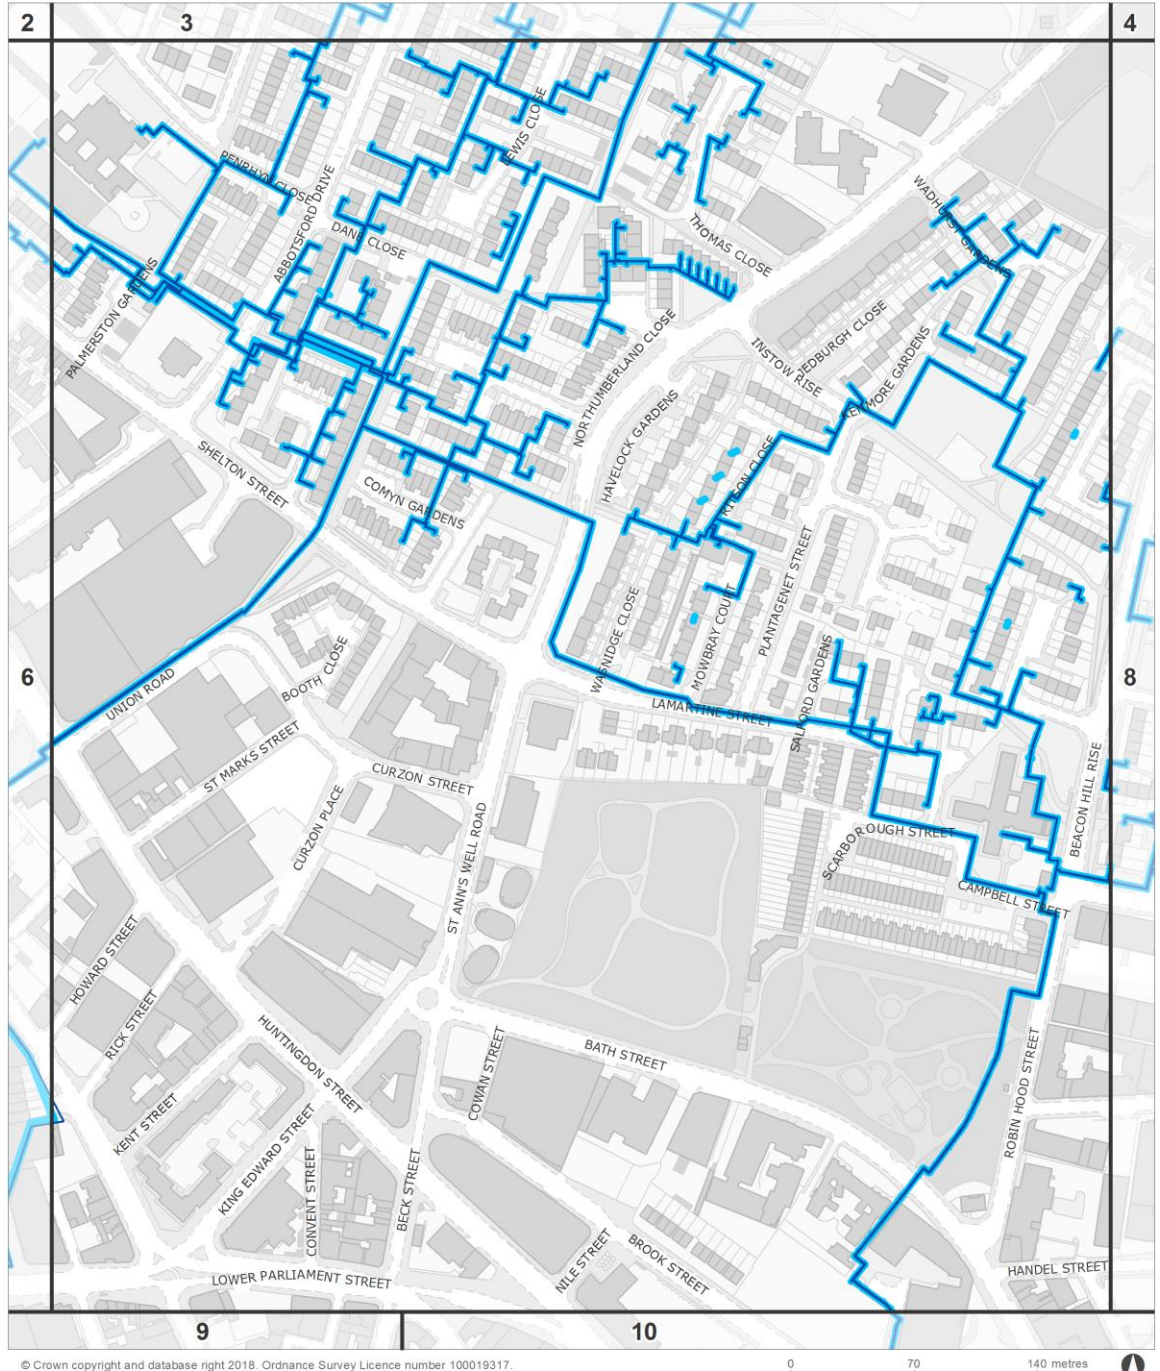 2
3
4
PENRHYN CLOSE
ABBOTSFORD DRIVE
LEWIS CLOSE
DANE CLOSE
THOMAS CLOSE
WADHURST GARDENS
PALMERSTON GARDENS
NORTHUMBERLAND CLOSE
INSTOW RISE
JEDBURGH CLOSE
KENMORE GARDENS
HAVELOCK GARDENS
SHELTON STREET
COMYN GARDENS
KITSON CLOSE
PLANTAGENET STREET
WASNIDGE CLOSE
MOWBRAY COURT
SALFORD GARDENS
6
8
UNION ROAD
BOOTH CLOSE
LAMARTINE STREET
ST MARKS STREET
CURZON STREET
CURZON PLACE
ST ANN'S WELL ROAD
SCARBOROUGH STREET
BEACON HILL RISE
CAMPBELL STREET
HOWARD STREET
RICK STREET
HUNTINGDON STREET
BATH STREET
COWAN STREET
ROBIN HOOD STREET
KENT STREET
KING EDWARD STREET
CONVENT STREET
BECK STREET
NILE STREET
BROOK STREET
HANDEL STREET
LOWER PARLIAMENT STREET
9
10
© Crown copyright and database right 2018. Ordnance Survey Licence number 100019317.
0 70 140 metres